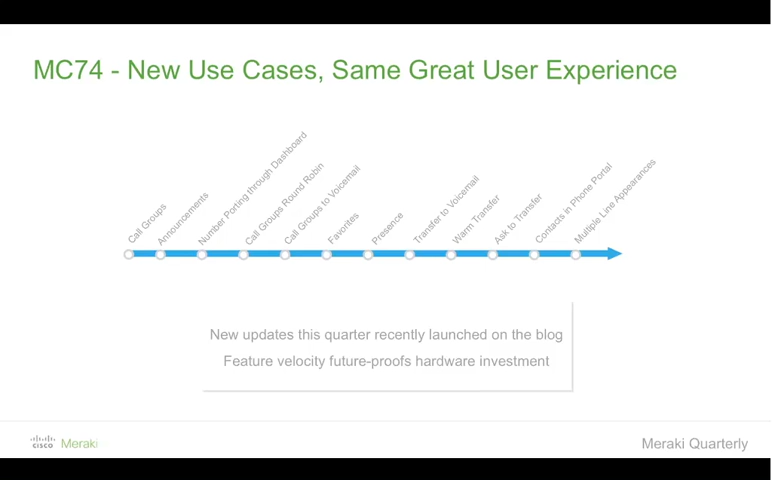 MC74 - New Use Cases, Same Great User Experience
Call Groups
Announcements
Number Porting through Dashboard
Call Groups Round Robin
Call Groups to Voicemail
Favorites
Presence
Transfer to Voicemail
Warm Transfer
Ask to Transfer
Contacts in Phone Portal
Multiple Line Appearances
New updates this quarter recently launched on the blog
Feature velocity future-proofs hardware investment
CISCO Meraki
Meraki Quarterly